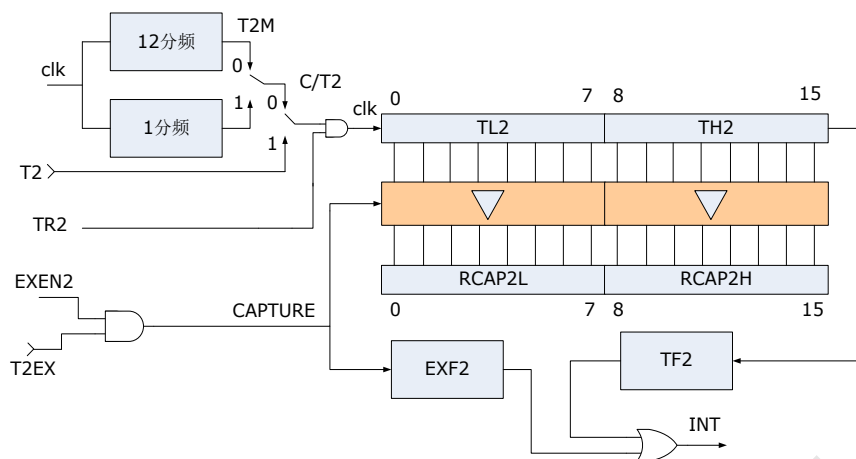 12分频
T2M
clk
0
1
C/T2
0
1
1分频
T2
TR2
clk
0
7
8
15
TL2
TH2
RCAP2L
RCAP2H
0
7
8
15
EXEN2
T2EX
CAPTURE
EXF2
TF2
INT